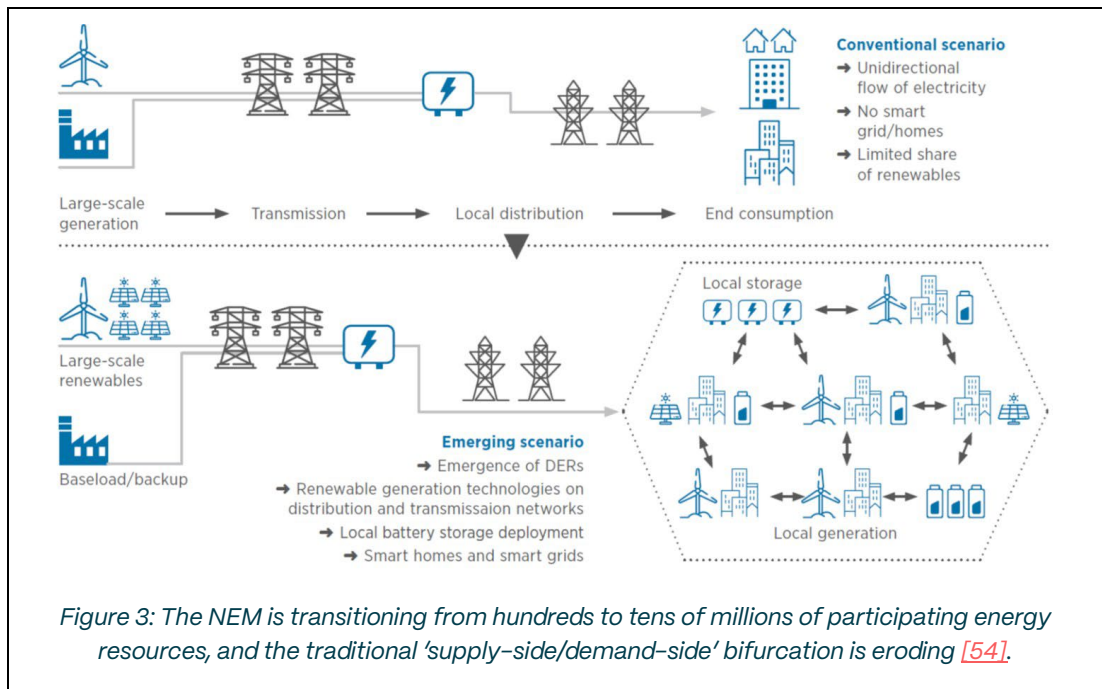 Conventional scenario
➔ Unidirectional
flow of electricity
➔ No smart
grid/homes
➔ Limited share
of renewables
Large-scale
generation
Transmission
Local distribution
End consumption
Local storage
Large-scale
renewables
Baseload/backup
Emerging scenario
➔ Emergence of DERs
➔ Renewable generation technologies on
distribution and transmissaion networks
➔ Local battery storage deployment
➔ Smart homes and smart grids
Local generation
Figure 3: The NEM is transitioning from hundreds to tens of millions of participating energy
resources, and the traditional ‘supply-side/demand-side’ bifurcation is eroding [54].